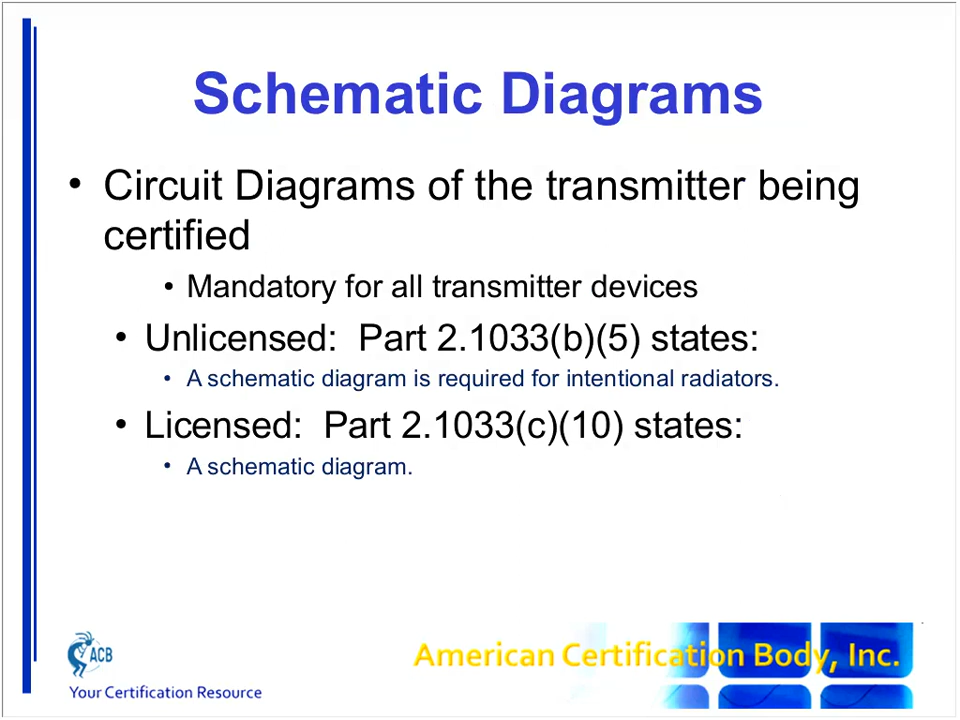 Schematic Diagrams
• Circuit Diagrams of the transmitter being
certified
• Mandatory for all transmitter devices
• Unlicensed:  Part 2.1033(b)(5) states:
• A schematic diagram is required for intentional radiators.
• Licensed:  Part 2.1033(c)(10) states:
• A schematic diagram.
ACB
American Certification Body, Inc.
Your Certification Resource